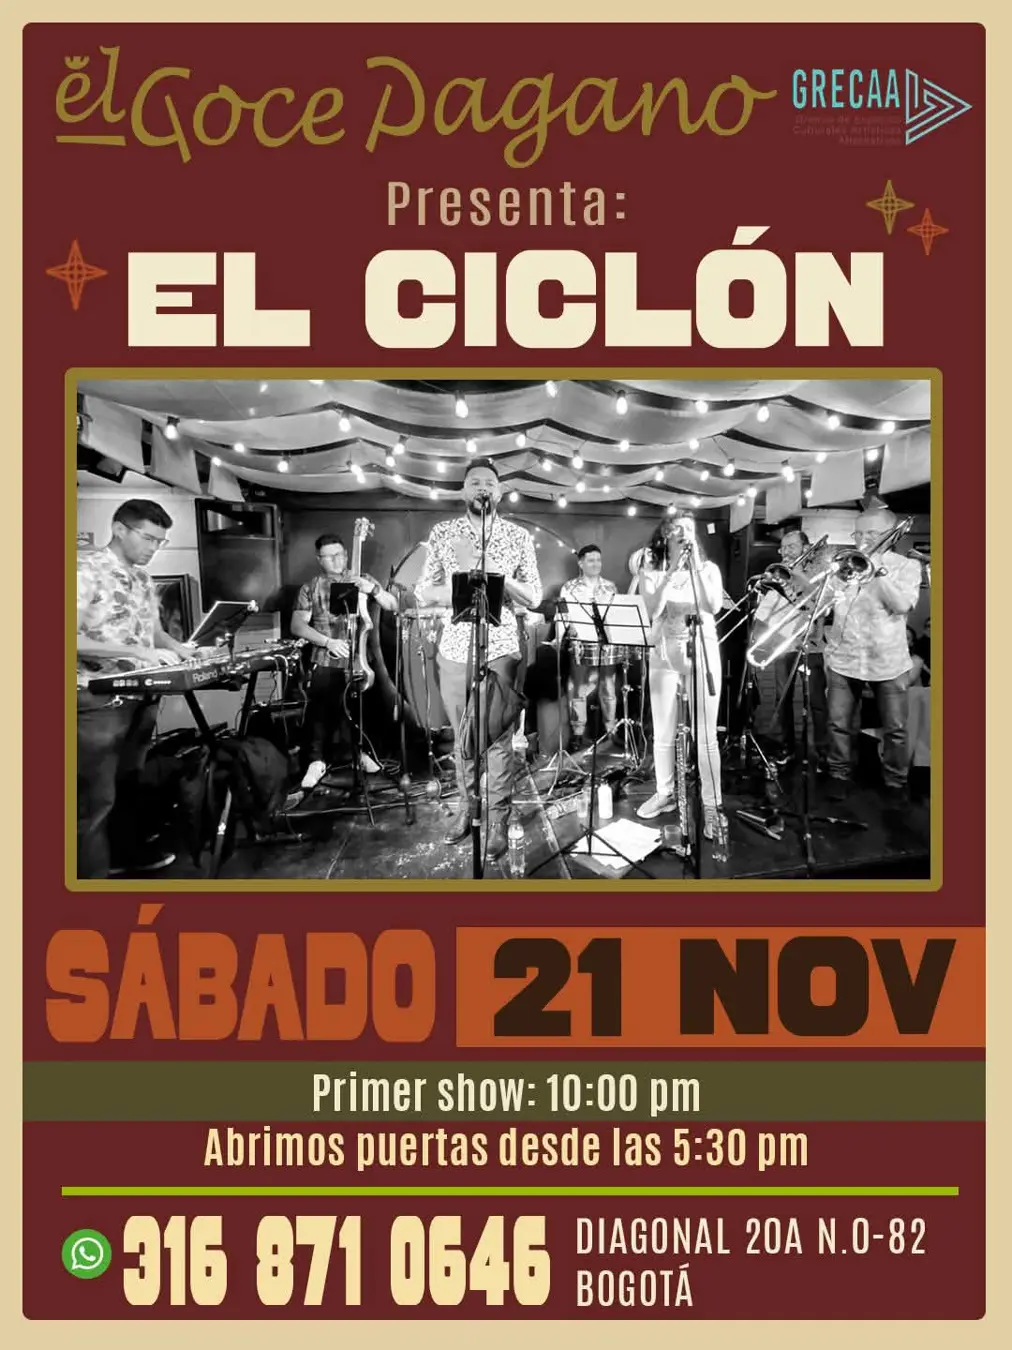 el Goce Pagano
GRECAA
Presenta:
EL CICLÓN
Roland
SÁBADO
21 NOV
Primer show: 10:00 pm
Abrimos puertas desde las 5:30 pm
316 871 0646
DIAGONAL 20A N.0-82
BOGOTÁ